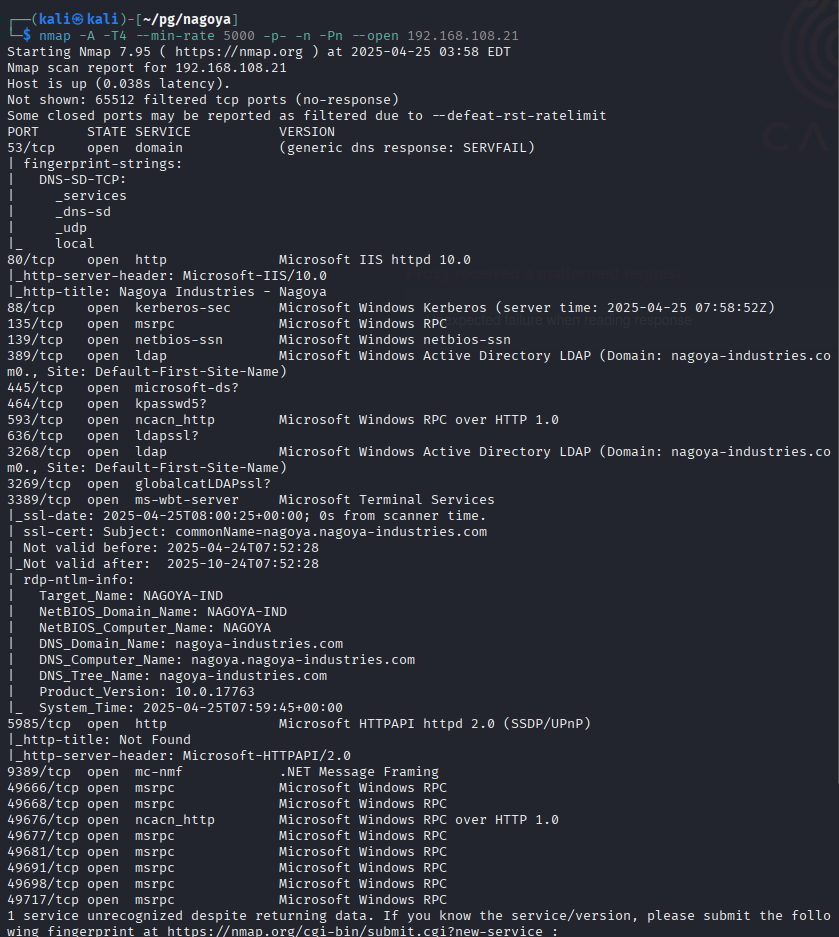 ┌──(kali㉿kali)-[~/pg/nagoya]
└─$ nmap -A -T4 --min-rate 5000 -p- -n -Pn --open 192.168.108.21
Starting Nmap 7.95 ( https://nmap.org ) at 2025-04-25 03:58 EDT
Nmap scan report for 192.168.108.21
Host is up (0.038s latency).
Not shown: 65512 filtered tcp ports (no-response)
Some closed ports may be reported as filtered due to --defeat-rst-ratelimit
PORT      STATE SERVICE           VERSION
53/tcp    open  domain            (generic dns response: SERVFAIL)
| fingerprint-strings:
|   DNS-SD-TCP:
|     _services
|     _dns-sd
|     _udp
|_    local
80/tcp    open  http              Microsoft IIS httpd 10.0
|_http-server-header: Microsoft-IIS/10.0
|_http-title: Nagoya Industries - Nagoya
88/tcp    open  kerberos-sec      Microsoft Windows Kerberos (server time: 2025-04-25 07:58:52Z)
135/tcp   open  msrpc             Microsoft Windows RPC
expected failure when reading response
139/tcp   open  netbios-ssn       Microsoft Windows netbios-ssn
389/tcp   open  ldap              Microsoft Windows Active Directory LDAP (Domain: nagoya-industries.co
m0., Site: Default-First-Site-Name)
445/tcp   open  microsoft-ds?
464/tcp   open  kpasswd5?
593/tcp   open  ncacn_http        Microsoft Windows RPC over HTTP 1.0
636/tcp   open  ldapssl?
3268/tcp  open  ldap              Microsoft Windows Active Directory LDAP (Domain: nagoya-industries.co
m0., Site: Default-First-Site-Name)
3269/tcp  open  globalcatLDAPssl?
3389/tcp  open  ms-wbt-server     Microsoft Terminal Services
|_ssl-date: 2025-04-25T08:00:25+00:00; 0s from scanner time.
| ssl-cert: Subject: commonName=nagoya.nagoya-industries.com
| Not valid before: 2025-04-24T07:52:28
|_Not valid after:  2025-10-24T07:52:28
| rdp-ntlm-info:
|   Target_Name: NAGOYA-IND
|   NetBIOS_Domain_Name: NAGOYA-IND
|   NetBIOS_Computer_Name: NAGOYA
|   DNS_Domain_Name: nagoya-industries.com
|   DNS_Computer_Name: nagoya.nagoya-industries.com
|   DNS_Tree_Name: nagoya-industries.com
|   Product_Version: 10.0.17763
|_  System_Time: 2025-04-25T07:59:45+00:00
5985/tcp  open  http              Microsoft HTTPAPI httpd 2.0 (SSDP/UPnP)
|_http-title: Not Found
|_http-server-header: Microsoft-HTTPAPI/2.0
9389/tcp  open  mc-nmf            .NET Message Framing
49666/tcp open  msrpc             Microsoft Windows RPC
49668/tcp open  msrpc             Microsoft Windows RPC
49676/tcp open  ncacn_http        Microsoft Windows RPC over HTTP 1.0
49677/tcp open  msrpc             Microsoft Windows RPC
49681/tcp open  msrpc             Microsoft Windows RPC
49691/tcp open  msrpc             Microsoft Windows RPC
49698/tcp open  msrpc             Microsoft Windows RPC
49717/tcp open  msrpc             Microsoft Windows RPC
1 service unrecognized despite returning data. If you know the service/version, please submit the follo
wing fingerprint at https://nmap.org/cgi-bin/submit.cgi?new-service :